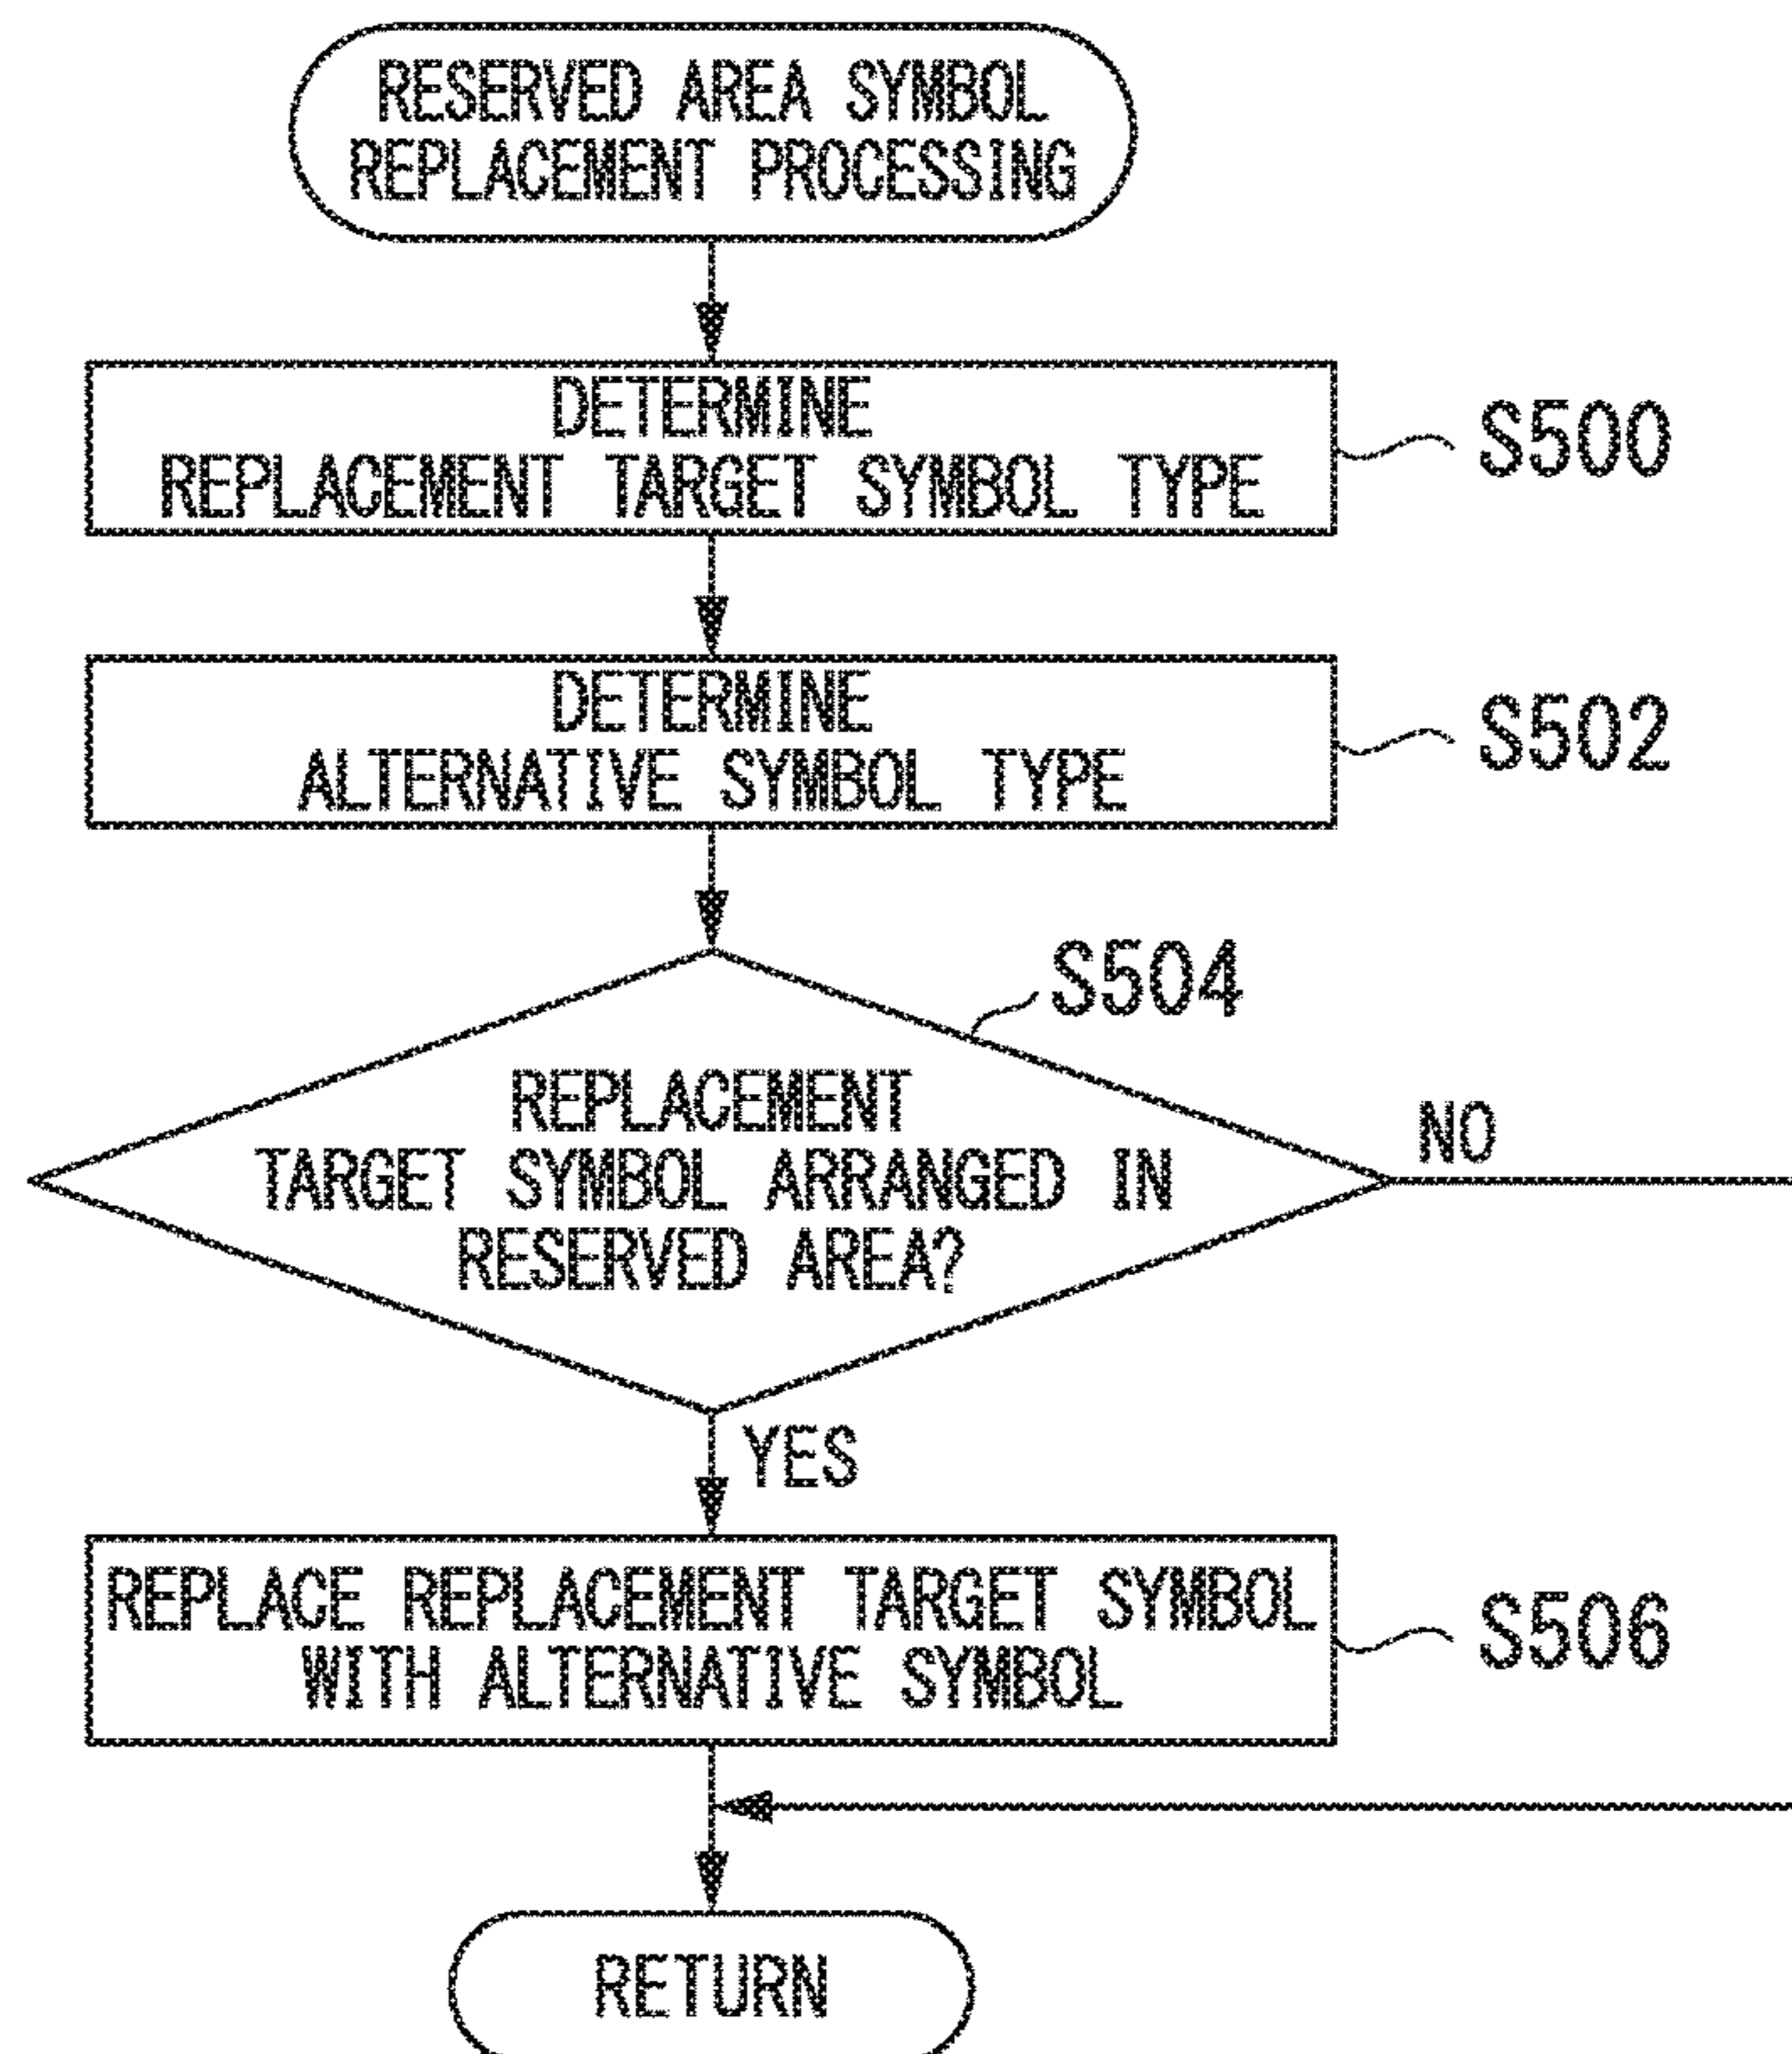 RESERVED AREA SYMBOL
REPLACEMENT PROCESSING
DETERMINE
REPLACEMENT TARGET SYMBOL TYPE
S500
DETERMINE
ALTERNATIVE SYMBOL TYPE
S502
S504
REPLACEMENT
TARGET SYMBOL ARRANGED IN
RESERVED AREA?
NO
YES
REPLACE REPLACEMENT TARGET SYMBOL
WITH ALTERNATIVE SYMBOL
S506
RETURN